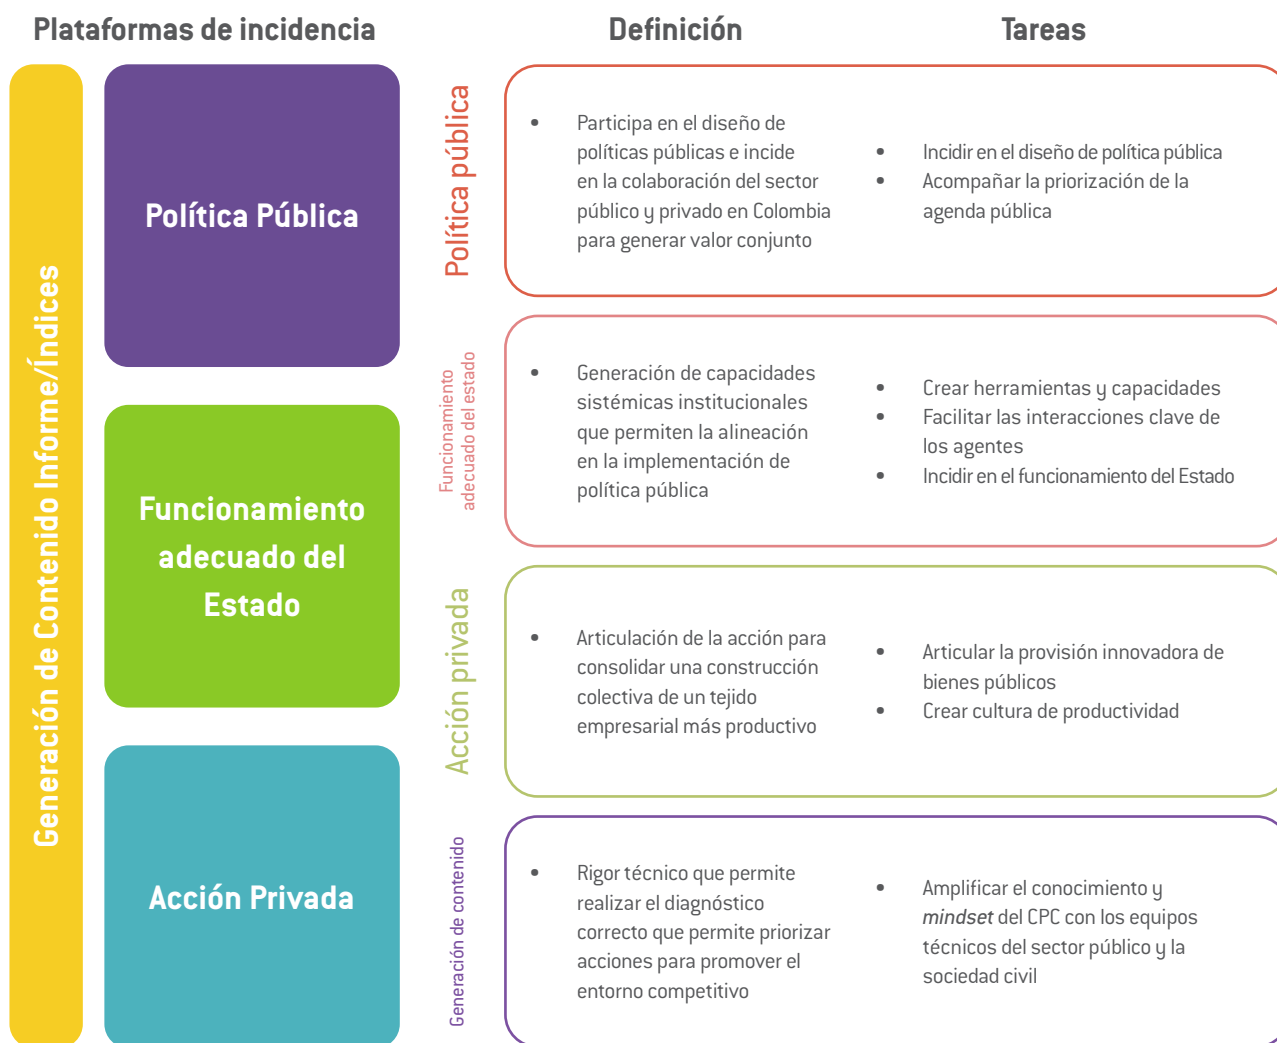 Plataformas de incidencia
Definición
Tareas
Generación de Contenido Informe/Índices
Política Pública
Funcionamiento
adecuado del
Estado
Acción Privada
Política pública
• Participa en el diseño de
políticas públicas e incide
en la colaboración del sector
público y privado en Colombia
para generar valor conjunto
• Incidir en el diseño de política pública
• Acompañar la priorización de la
agenda pública
Funcionamiento
adecuado del estado
• Generación de capacidades
sistémicas institucionales
que permiten la alineación
en la implementación de
política pública
• Crear herramientas y capacidades
• Facilitar las interacciones clave de
los agentes
• Incidir en el funcionamiento del Estado
Acción privada
• Articulación de la acción para
consolidar una construcción
colectiva de un tejido
empresarial más productivo
• Articular la provisión innovadora de
bienes públicos
• Crear cultura de productividad
Generación de contenido
• Rigor técnico que permite
realizar el diagnóstico
correcto que permite priorizar
acciones para promover el
entorno competitivo
• Amplificar el conocimiento y
mindset del CPC con los equipos
técnicos del sector público y la
sociedad civil